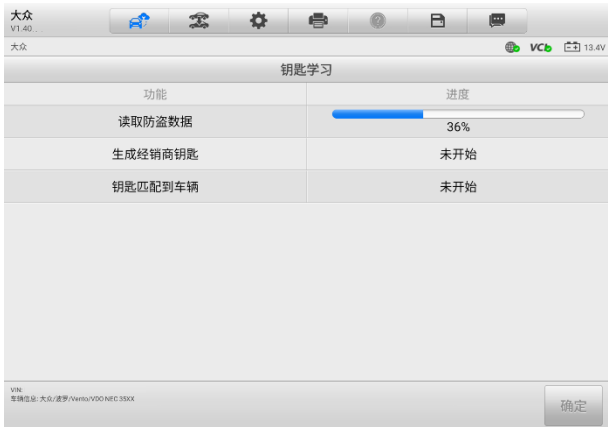 大众
V1.40...
大众
VCI 13.4V
钥匙学习
功能 进度
读取防盗数据 36%
生成经销商钥匙 未开始
钥匙匹配到车辆 未开始
VIN:
车辆信息: 大众/波罗/Vento/VDO NEC 35XX
确定